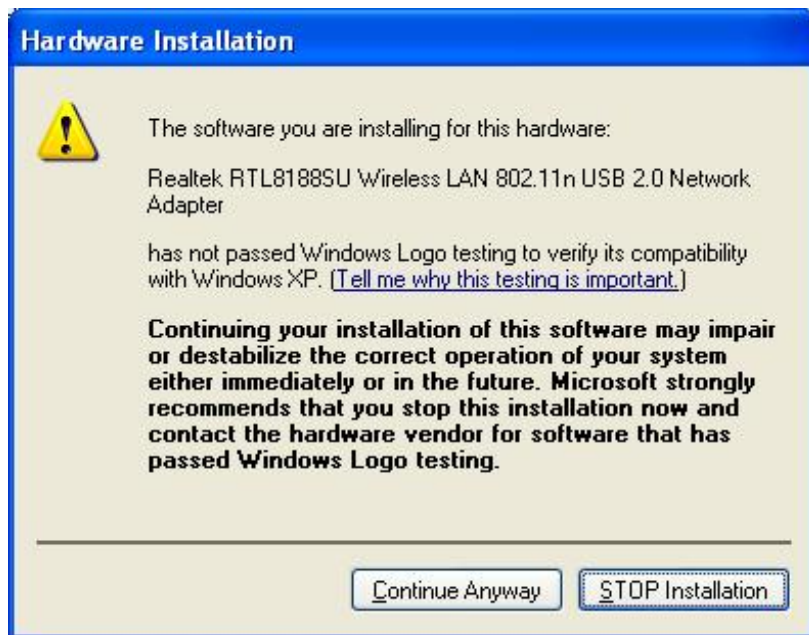 Hardware Installation
The software you are installing for this hardware:
Realtek RTL8188SU Wireless LAN 802.11n USB 2.0 Network
Adapter
has not passed Windows Logo testing to verify its compatibility
with Windows XP. (Tell me why this testing is important.)
Continuing your installation of this software may impair
or destabilize the correct operation of your system
either immediately or in the future. Microsoft strongly
recommends that you stop this installation now and
contact the hardware vendor for software that has
passed Windows Logo testing.
Continue Anyway
STOP Installation